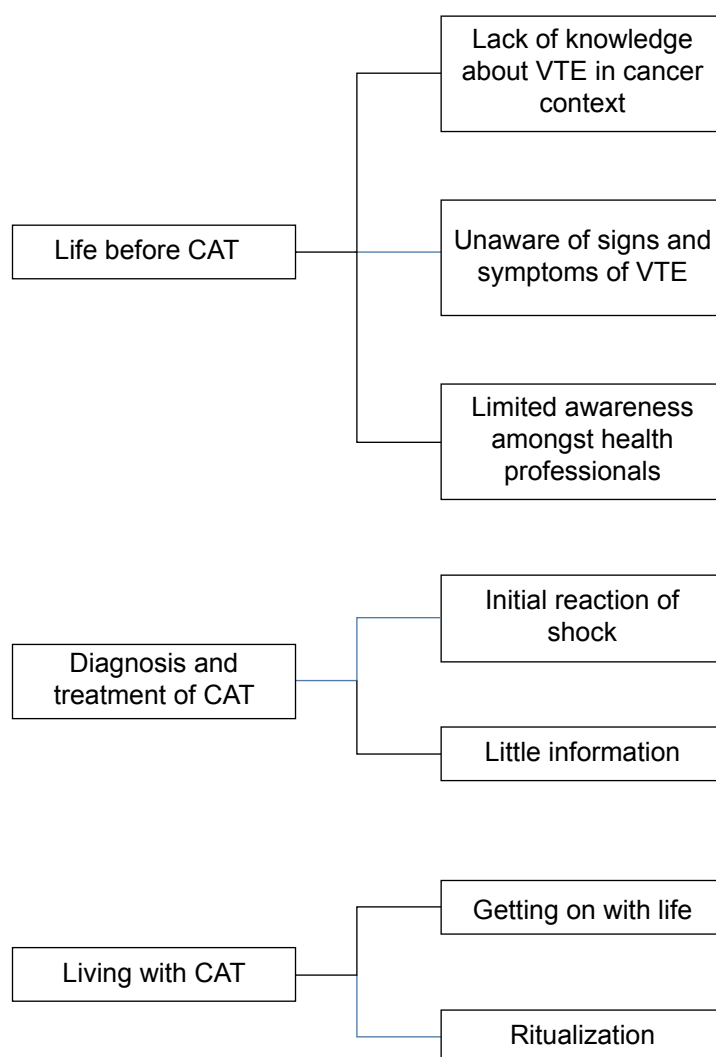 Lack of knowledge
about VTE in cancer
context
Life before CAT
Unaware of signs and
symptoms of VTE
Limited awareness
amongst health
professionals
Initial reaction of
shock
Diagnosis and
treatment of CAT
Little information
Getting on with life
Living with CAT
Ritualization